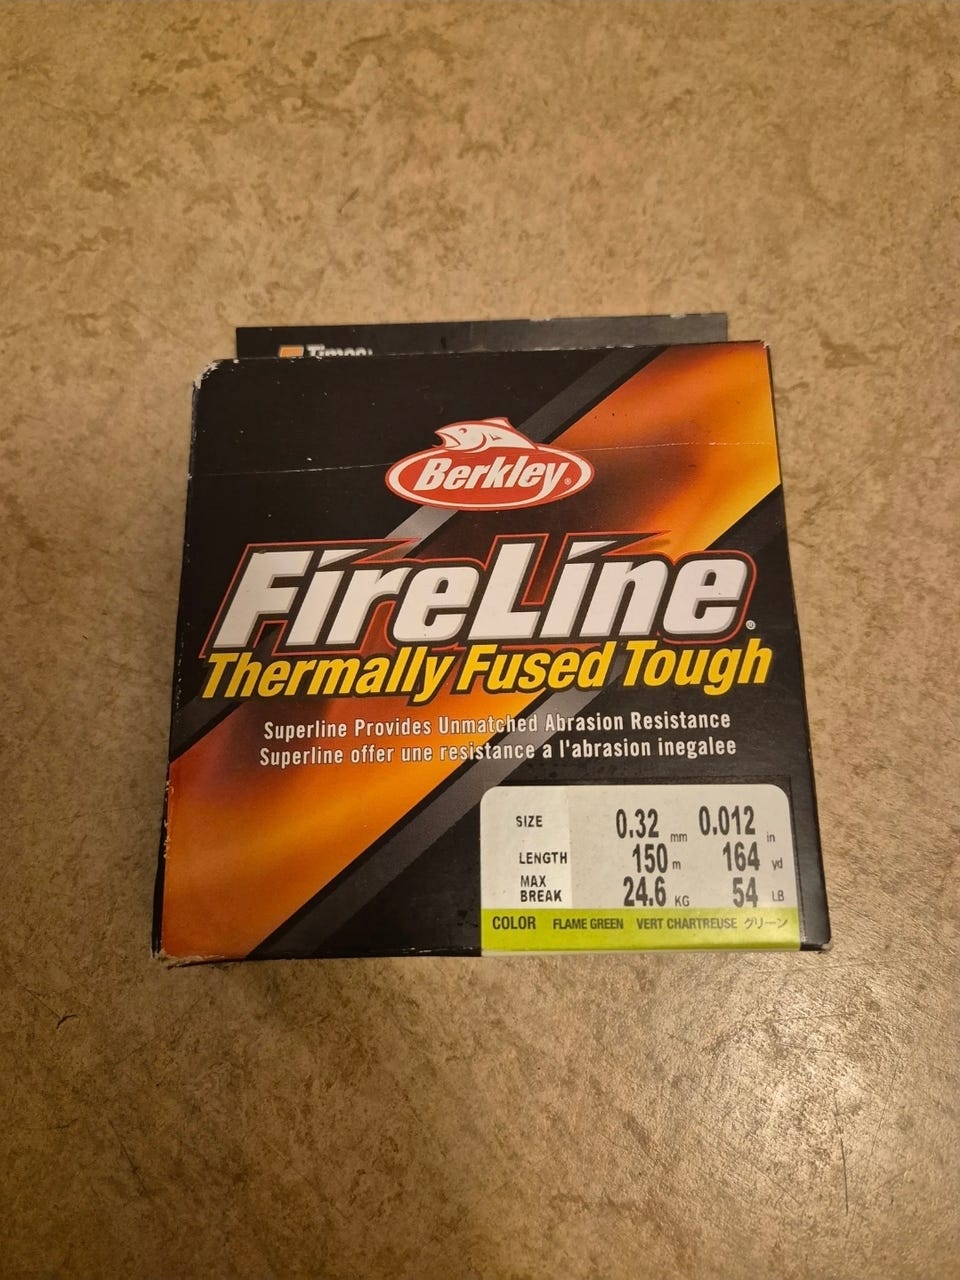 Berkley®
FireLine®
Thermally Fused Tough
Superline Provides Unmatched Abrasion Resistance
Superline offer une resistance a l'abrasion inegalee
SIZE 0.32 mm 0.012 in
LENGTH 150 m 164 yd
MAX BREAK 24.6 KG 54 LB
COLOR FLAME GREEN VERT CHARTREUSE グリーン